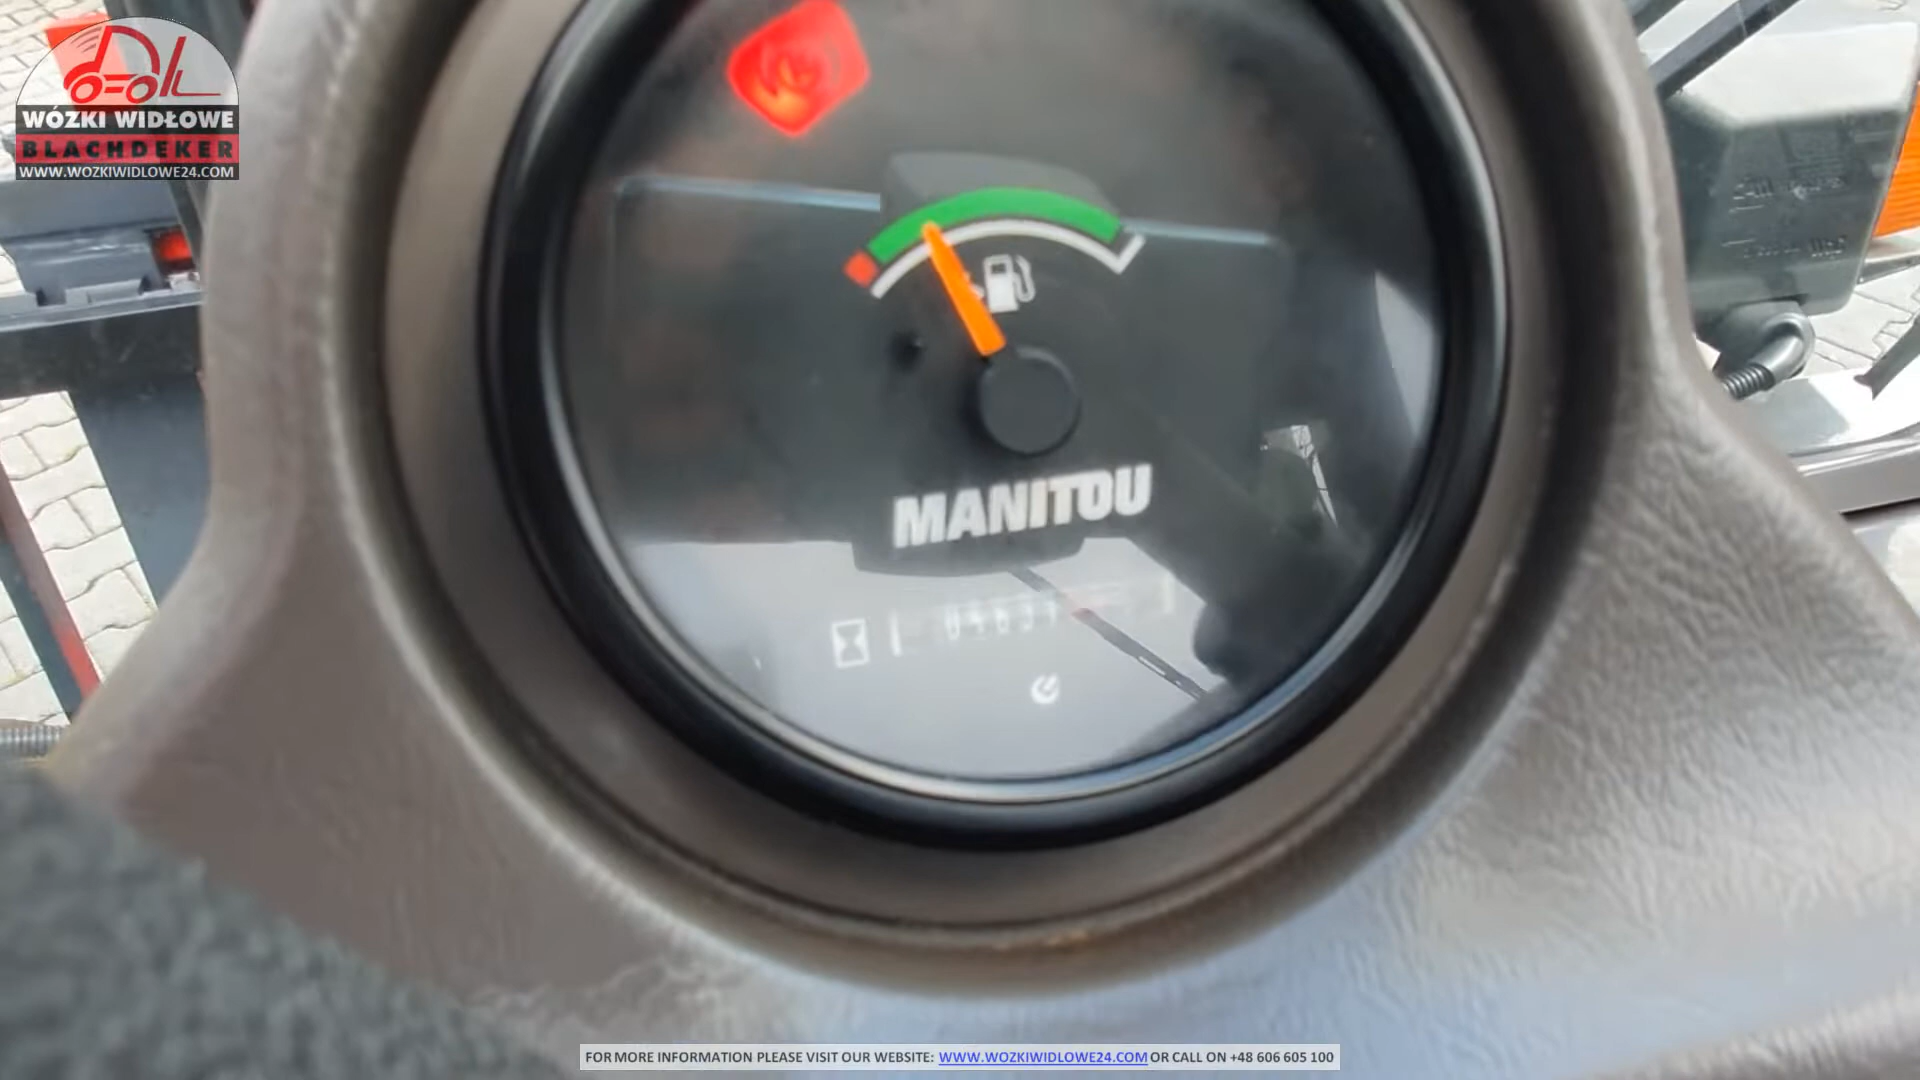 WÓZKI WIDŁOWE
BLACHDEKER
WWW.WOZKIWIDLOWE24.COM
MANITOU
FOR MORE INFORMATION PLEASE VISIT OUR WEBSITE: WWW.WOZKIWIDLOWE24.COM OR CALL ON +48 606 605 100